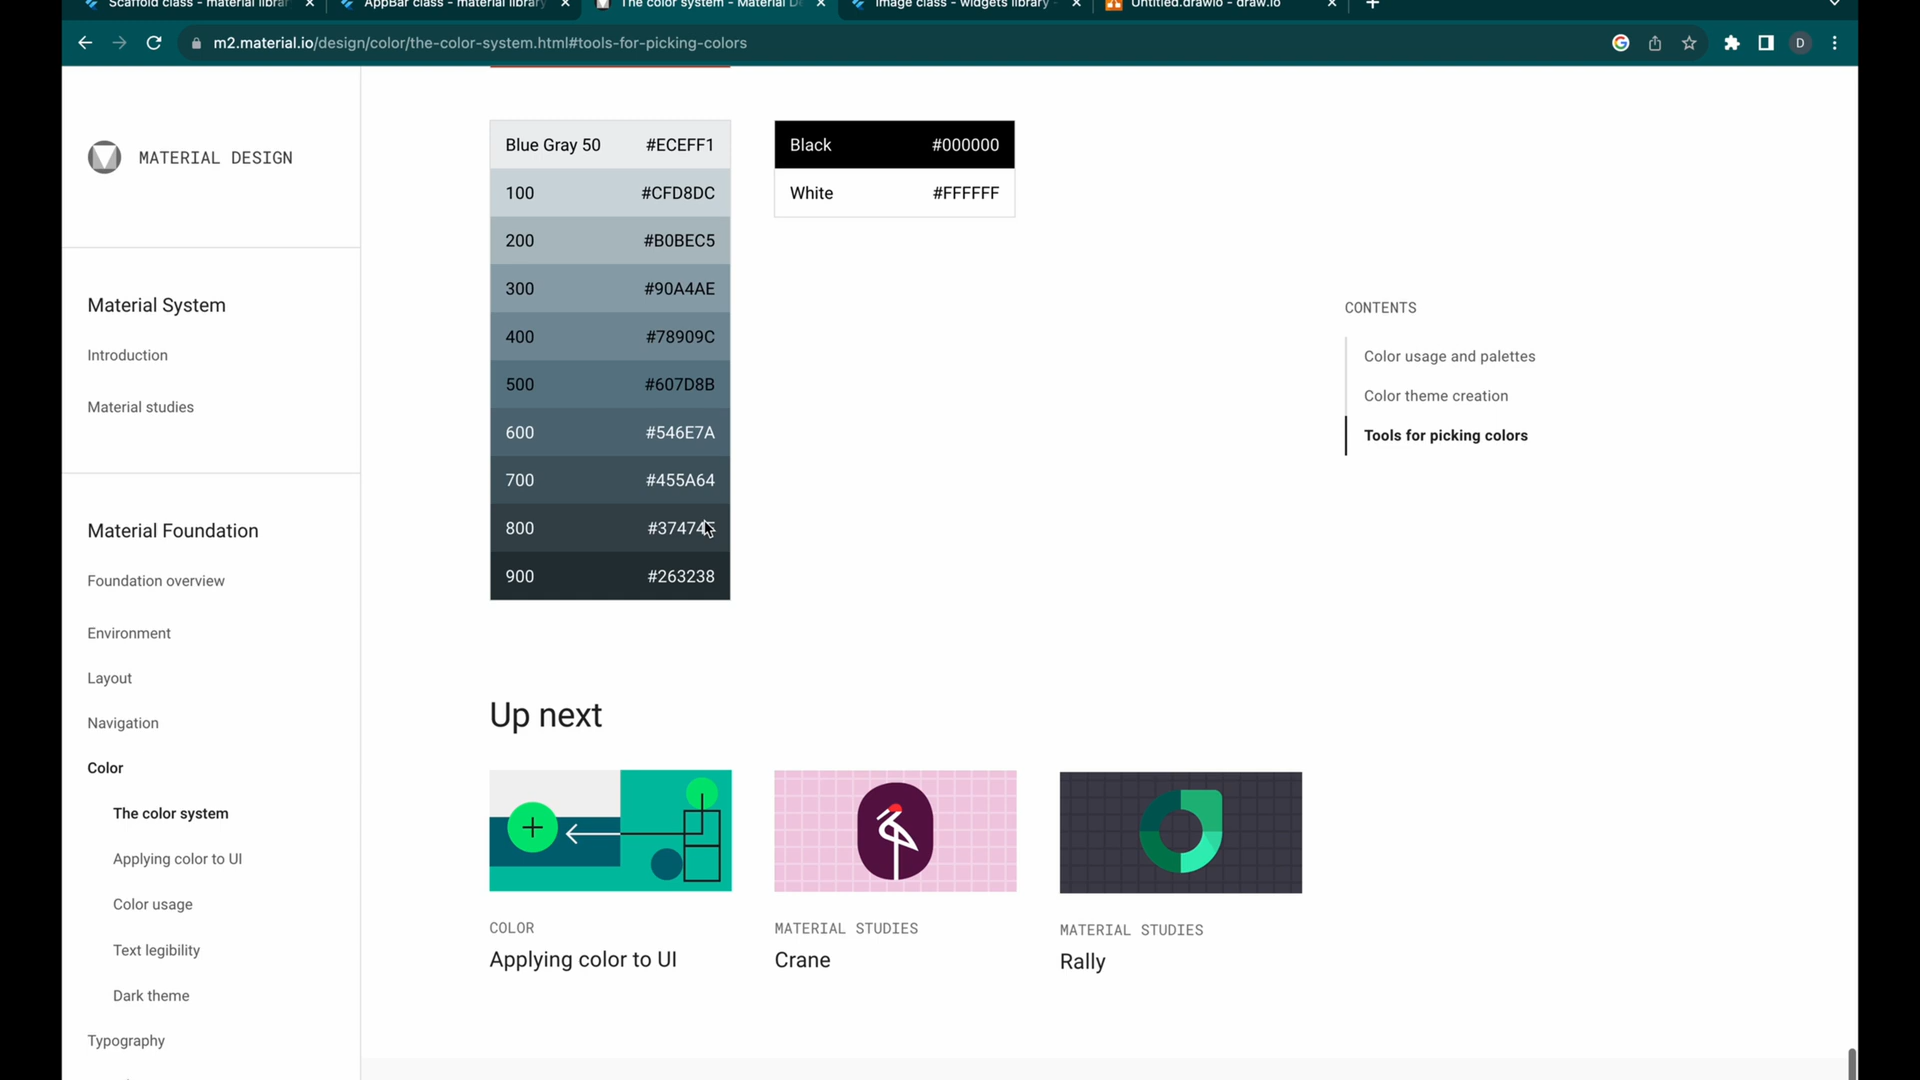 Scaffold class - material librar
AppBar class - material library
The color system - Material De
Image class - widgets library -
Untitled.drawio - draw.io
m2.material.io/design/color/the-color-system.html#tools-for-picking-colors
D
MATERIAL DESIGN
Material System
Introduction
Material studies
Material Foundation
Foundation overview
Environment
Layout
Navigation
Color
The color system
Applying color to UI
Color usage
Text legibility
Dark theme
Typography
Blue Gray 50 #ECEFF1
100 #CFD8DC
200 #B0BEC5
300 #90A4AE
400 #78909C
500 #607D8B
600 #546E7A
700 #455A64
800 #37474F
900 #263238
Black #000000
White #FFFFFF
CONTENTS
Color usage and palettes
Color theme creation
Tools for picking colors
Up next
COLOR
Applying color to UI
MATERIAL STUDIES
Crane
MATERIAL STUDIES
Rally